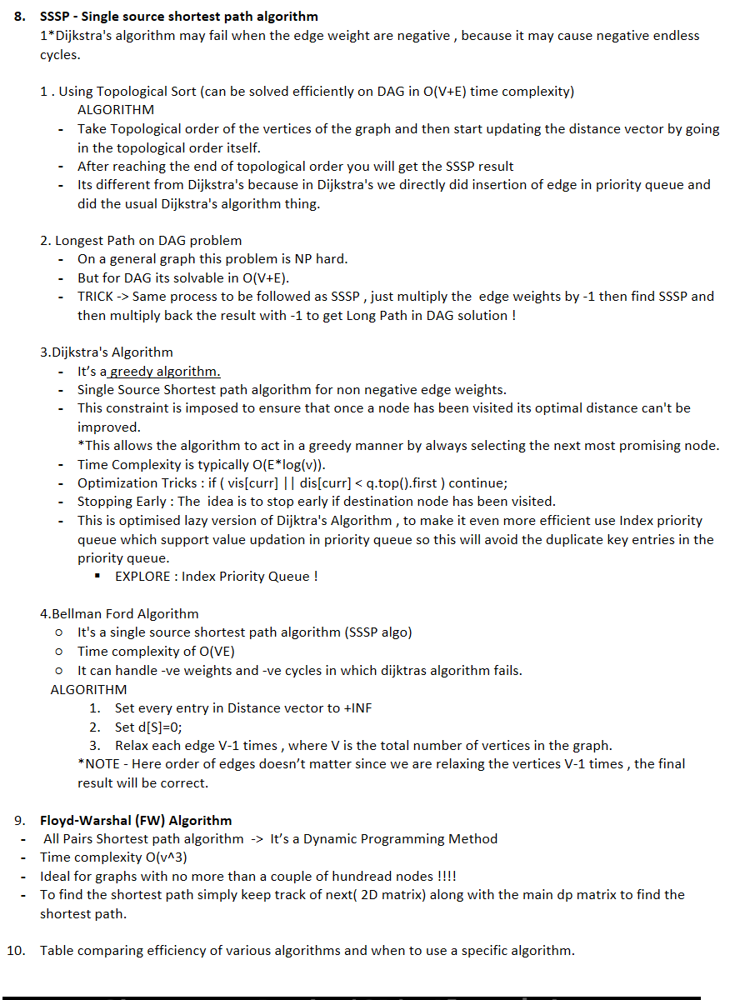 8. SSSP - Single source shortest path algorithm
1*Dijkstra's algorithm may fail when the edge weight are negative , because it may cause negative endless
cycles.
1 . Using Topological Sort (can be solved efficiently on DAG in O(V+E) time complexity)
ALGORITHM
- Take Topological order of the vertices of the graph and then start updating the distance vector by going
in the topological order itself.
- After reaching the end of topological order you will get the SSSP result
- Its different from Dijkstra's because in Dijkstra's we directly did insertion of edge in priority queue and
did the usual Dijkstra's algorithm thing.
2. Longest Path on DAG problem
- On a general graph this problem is NP hard.
- But for DAG its solvable in O(V+E).
- TRICK -> Same process to be followed as SSSP , just multiply the edge weights by -1 then find SSSP and
then multiply back the result with -1 to get Long Path in DAG solution !
3.Dijkstra's Algorithm
- It's a greedy algorithm.
- Single Source Shortest path algorithm for non negative edge weights.
- This constraint is imposed to ensure that once a node has been visited its optimal distance can't be
improved.
*This allows the algorithm to act in a greedy manner by always selecting the next most promising node.
- Time Complexity is typically O(E*log(v)).
- Optimization Tricks : if ( vis[curr] || dis[curr] < q.top().first ) continue;
- Stopping Early : The idea is to stop early if destination node has been visited.
- This is optimised lazy version of Dijktra's Algorithm , to make it even more efficient use Index priority
queue which support value updation in priority queue so this will avoid the duplicate key entries in the
priority queue.
▪ EXPLORE : Index Priority Queue !
4.Bellman Ford Algorithm
○ It's a single source shortest path algorithm (SSSP algo)
○ Time complexity of O(VE)
○ It can handle -ve weights and -ve cycles in which dijktras algorithm fails.
ALGORITHM
1. Set every entry in Distance vector to +INF
2. Set d[S]=0;
3. Relax each edge V-1 times , where V is the total number of vertices in the graph.
*NOTE - Here order of edges doesn't matter since we are relaxing the vertices V-1 times , the final
result will be correct.
9. Floyd-Warshal (FW) Algorithm
- All Pairs Shortest path algorithm -> It's a Dynamic Programming Method
- Time complexity O(v^3)
- Ideal for graphs with no more than a couple of hundread nodes !!!!
- To find the shortest path simply keep track of next( 2D matrix) along with the main dp matrix to find the
shortest path.
10. Table comparing efficiency of various algorithms and when to use a specific algorithm.